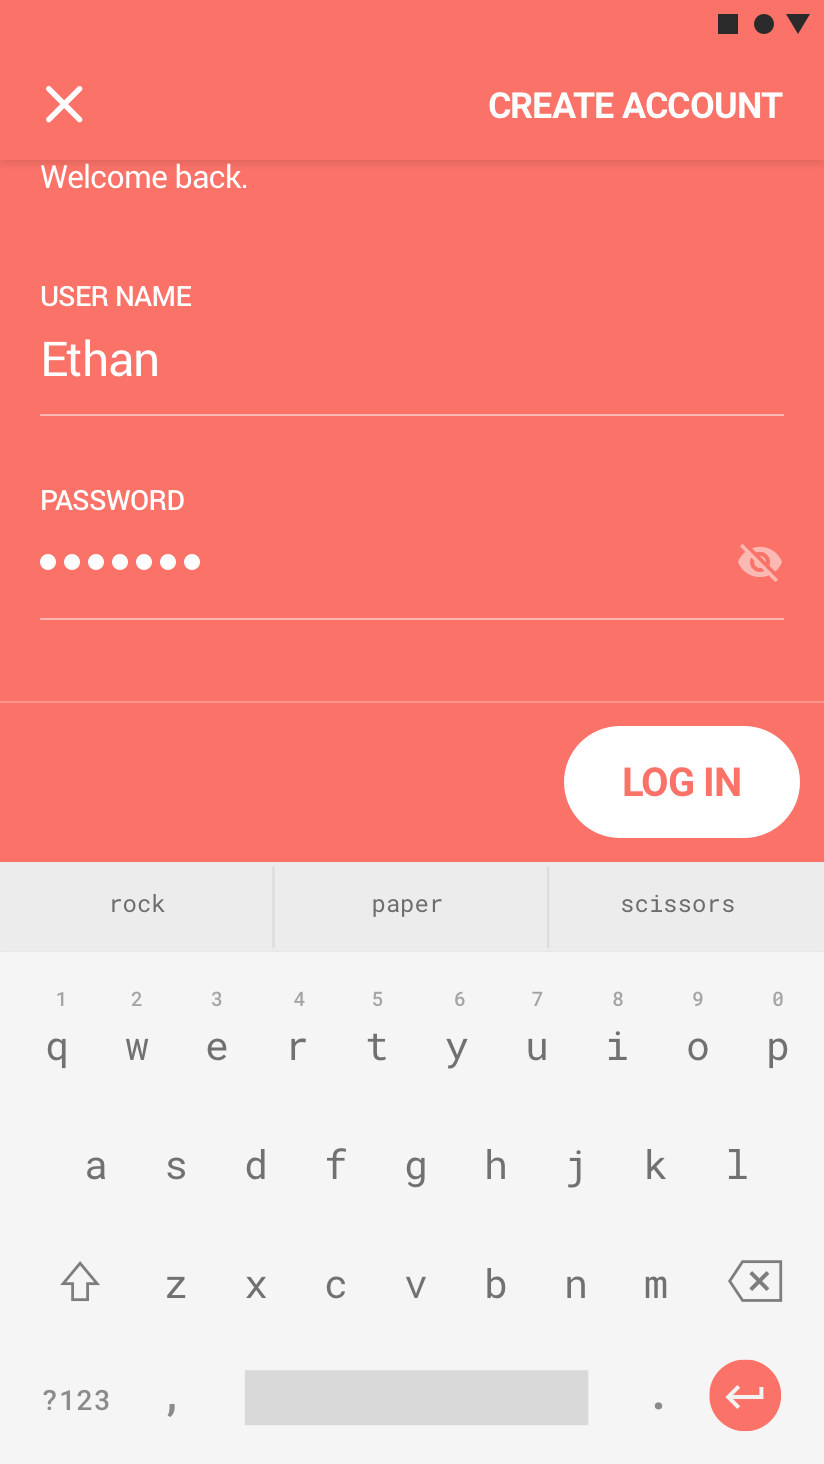 CREATE ACCOUNT
Welcome back.
USER NAME
Ethan
PASSWORD
LOG IN
rock paper scissors
1 2 3 4 5 6 7 8 9 0
q w e r t y u i o p
a s d f g h j k l
z x c v b n m
?123 , .